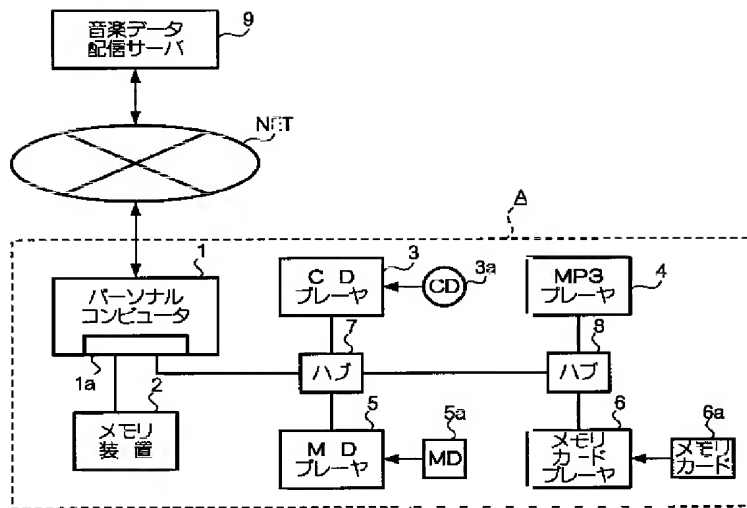 音楽データ
配信サーバ
9
NET
A
1
パーソナル
コンピュータ
1a
2
メモリ
装置
CD
プレーヤ
3
CD
3a
7
ハブ
5
MD
プレーヤ
5a
MD
MP3
プレーヤ
4
8
ハブ
6
メモリ
カード
プレーヤ
6a
メモリ
カード